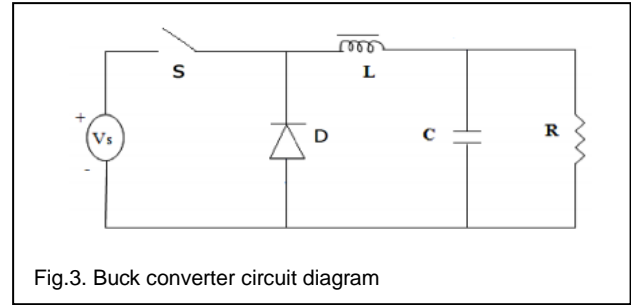 S
L
+
Vs
-
D
C
R
Fig.3. Buck converter circuit diagram